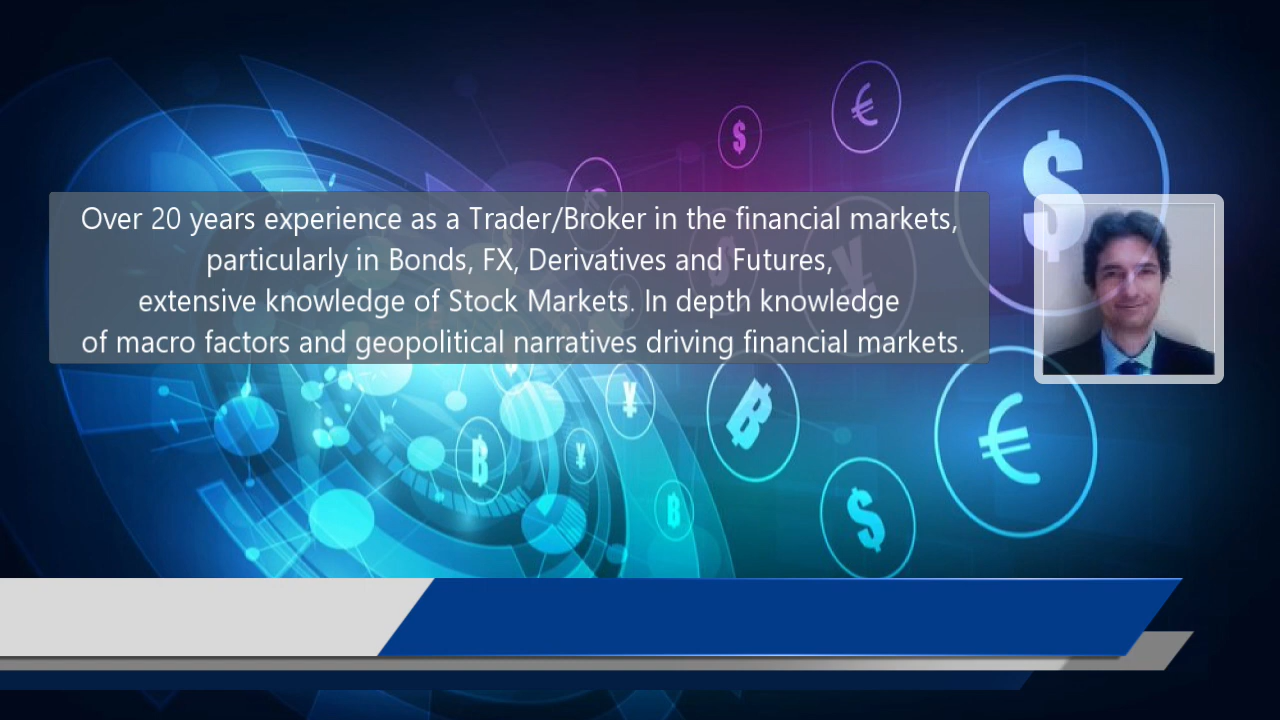 Over 20 years experience as a Trader/Broker in the financial markets,
particularly in Bonds, FX, Derivatives and Futures,
extensive knowledge of Stock Markets. In depth knowledge
of macro factors and geopolitical narratives driving financial markets.